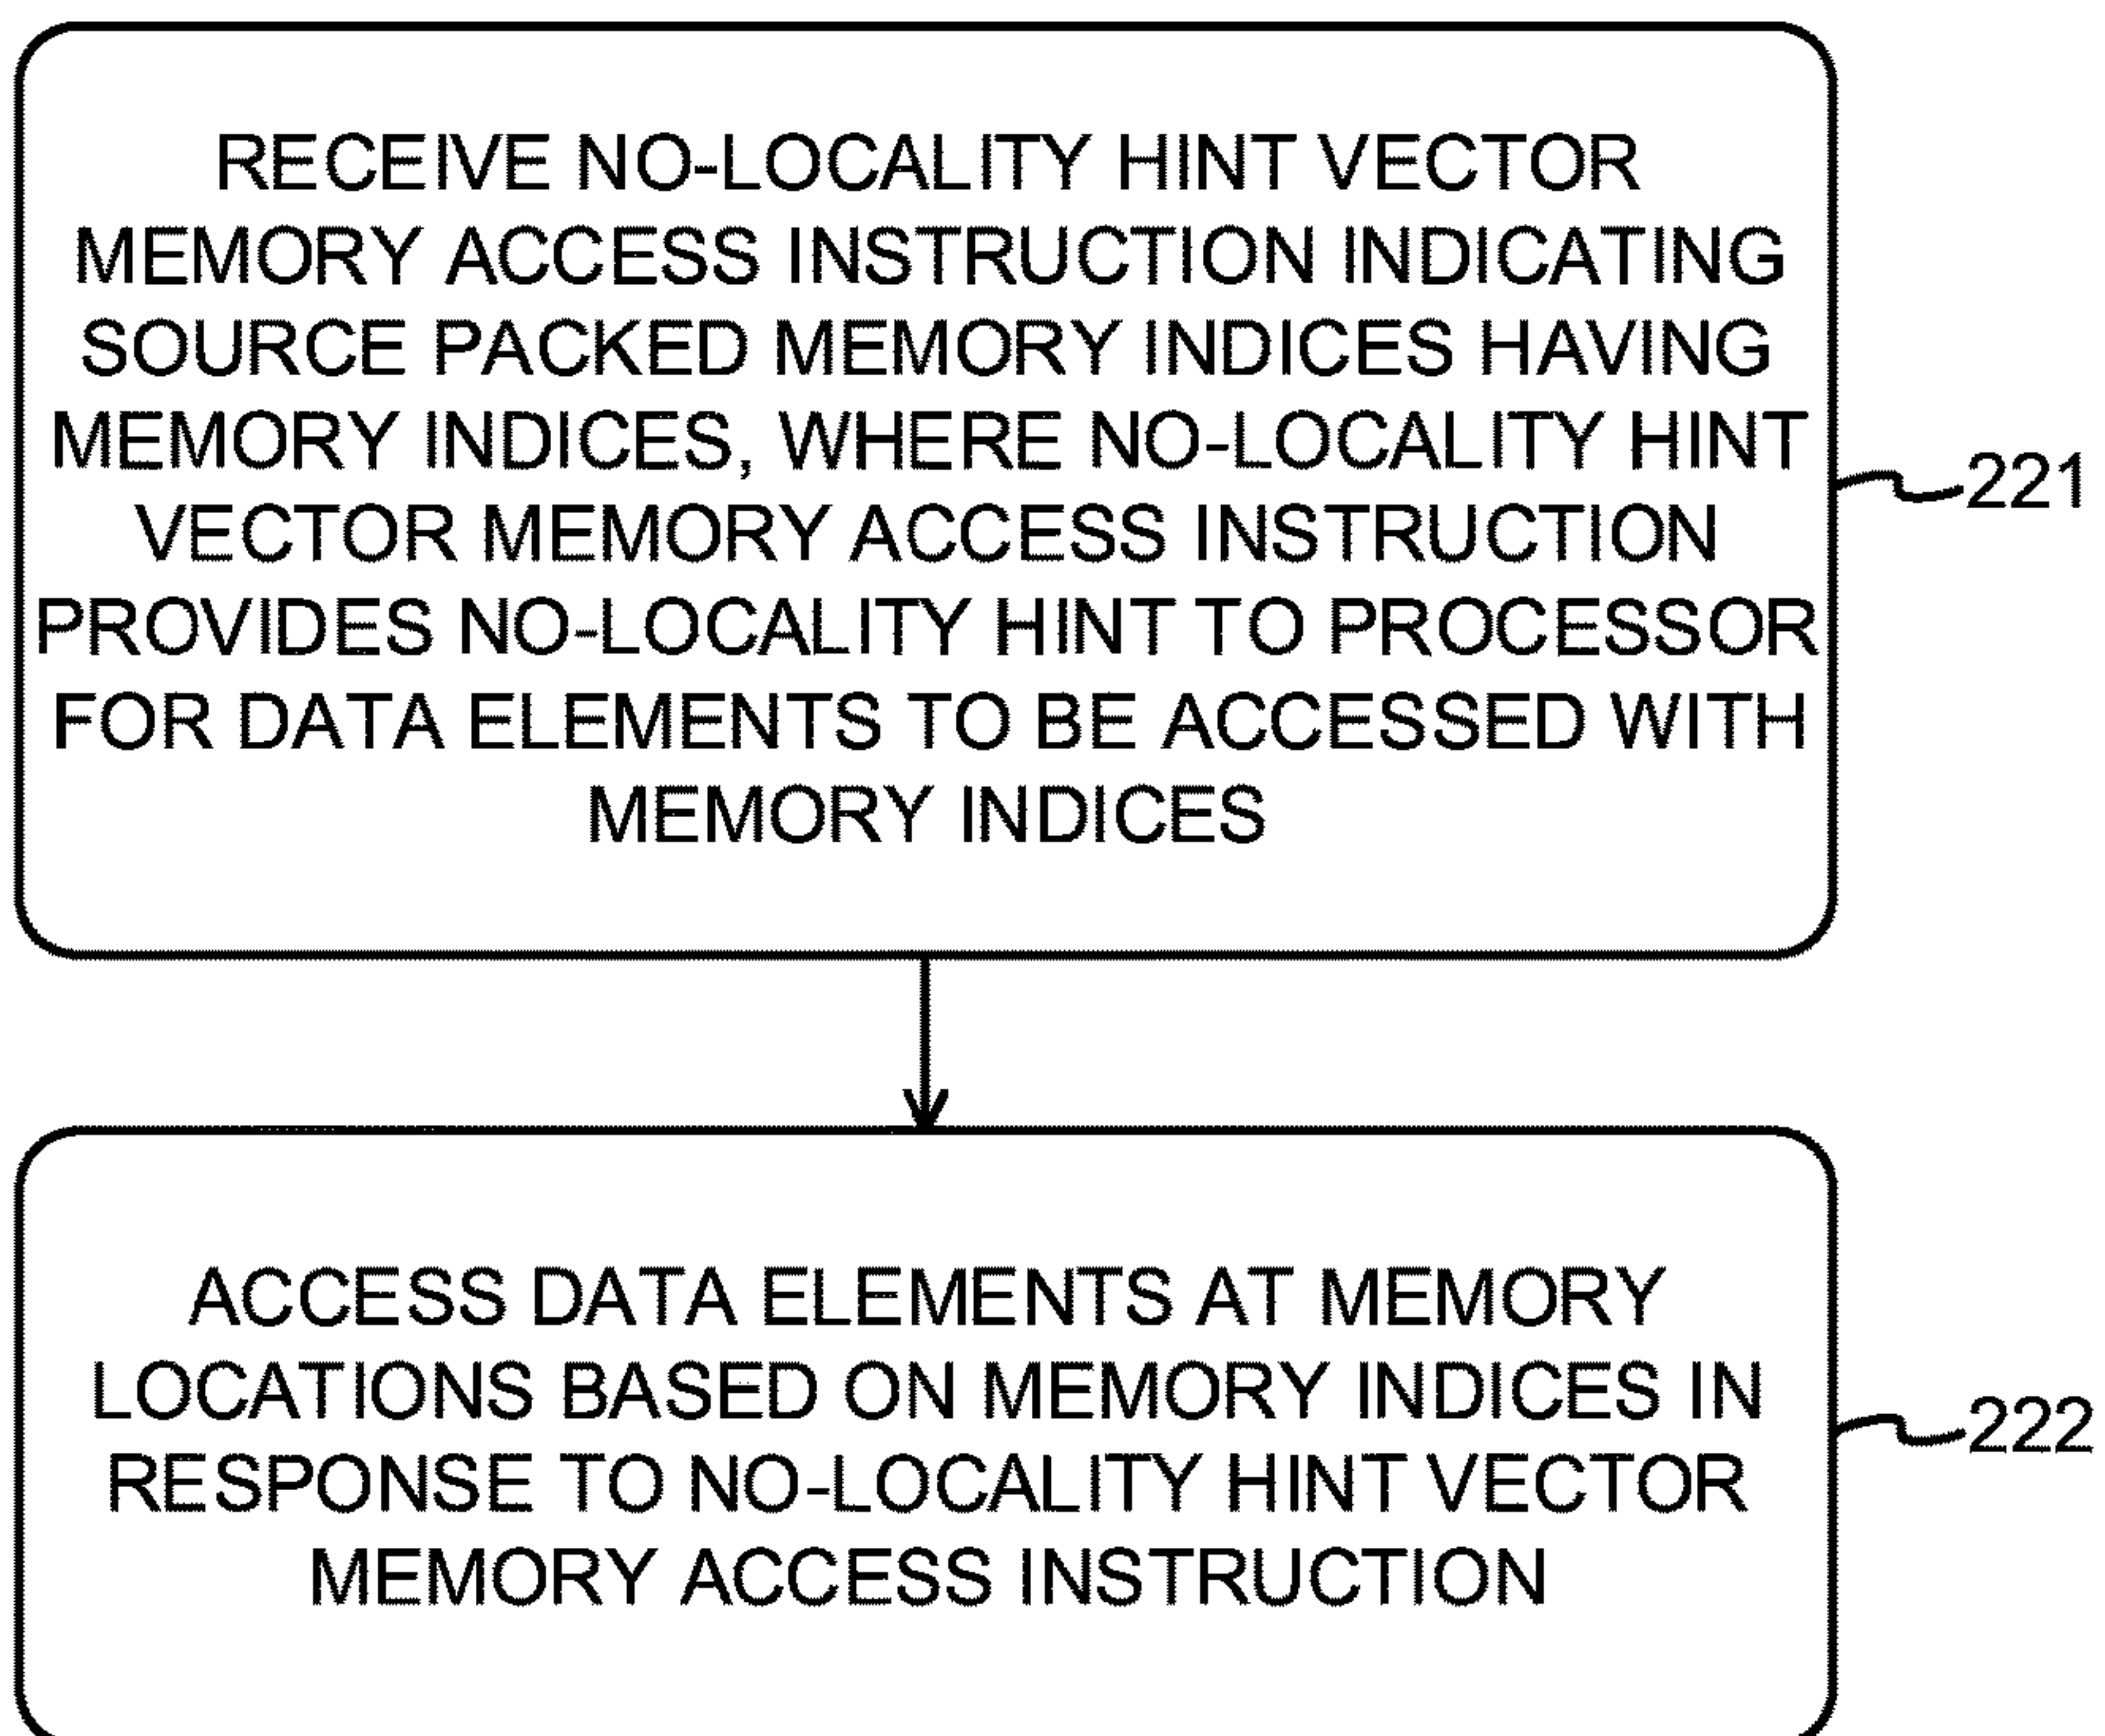 RECEIVE NO-LOCALITY HINT VECTOR
MEMORY ACCESS INSTRUCTION INDICATING
SOURCE PACKED MEMORY INDICES HAVING
MEMORY INDICES, WHERE NO-LOCALITY HINT
VECTOR MEMORY ACCESS INSTRUCTION
PROVIDES NO-LOCALITY HINT TO PROCESSOR
FOR DATA ELEMENTS TO BE ACCESSED WITH
MEMORY INDICES
221
ACCESS DATA ELEMENTS AT MEMORY
LOCATIONS BASED ON MEMORY INDICES IN
RESPONSE TO NO-LOCALITY HINT VECTOR
MEMORY ACCESS INSTRUCTION
222